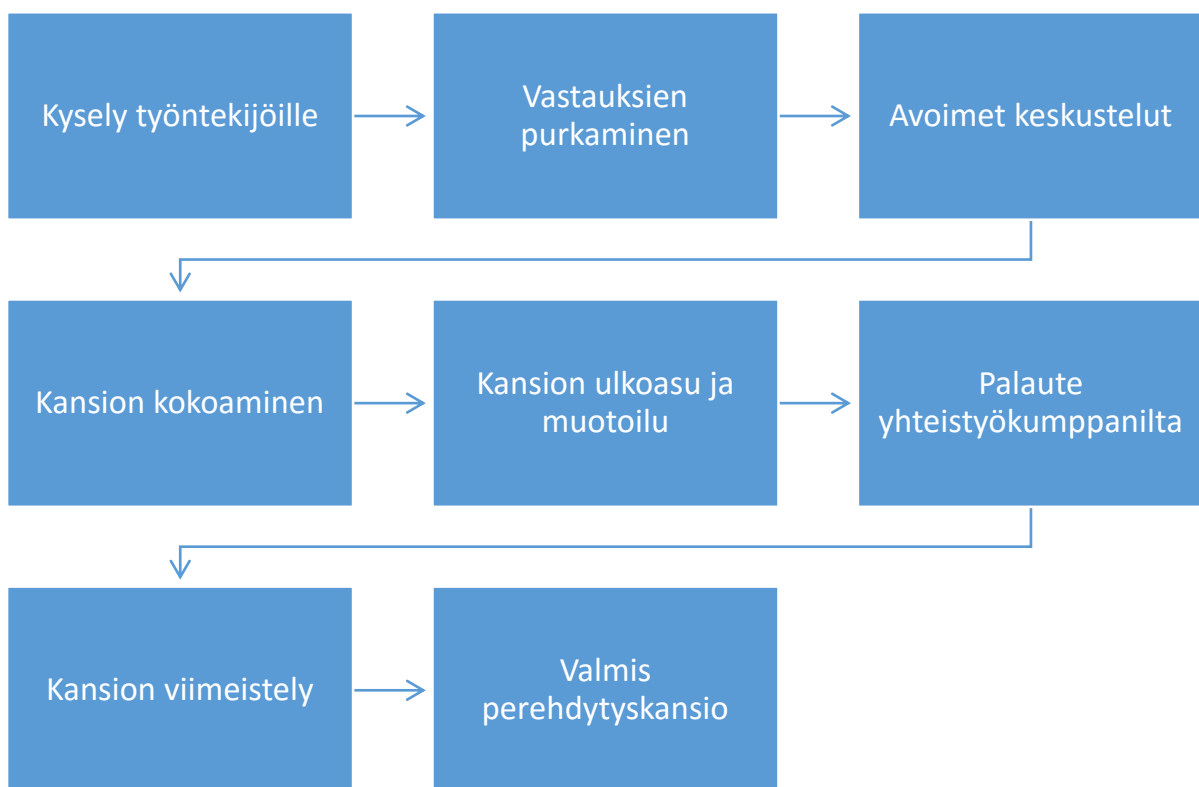 Kysely työntekijöille
Vastauksien
purkaminen
Avoimet keskustelut
Kansion kokoaminen
Kansion ulkoasu ja
muotoilu
Palaute
yhteistyökumppanilta
Kansion viimeistely
Valmis
perehdytyskansio